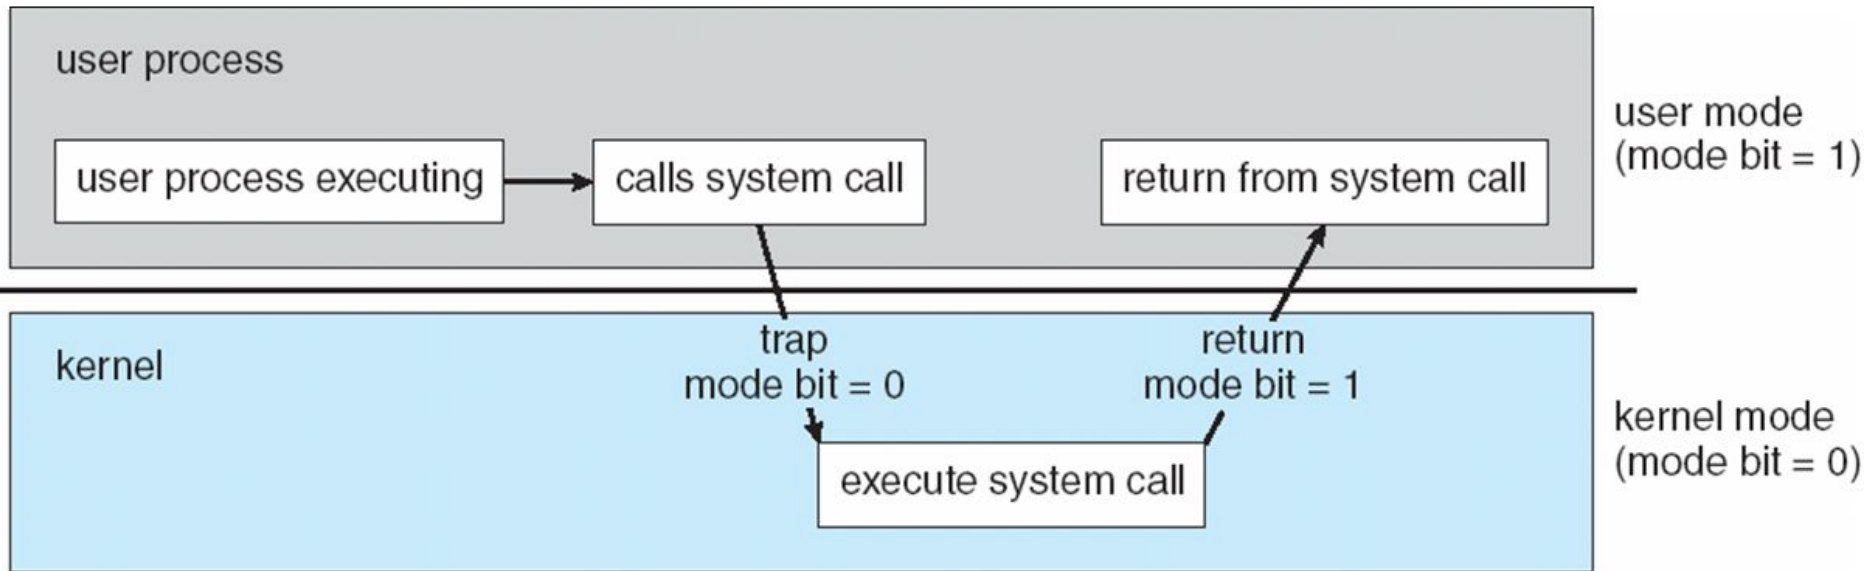 user process
user process executing
calls system call
return from system call
user mode
(mode bit = 1)
kernel
trap
mode bit = 0
return
mode bit = 1
execute system call
kernel mode
(mode bit = 0)